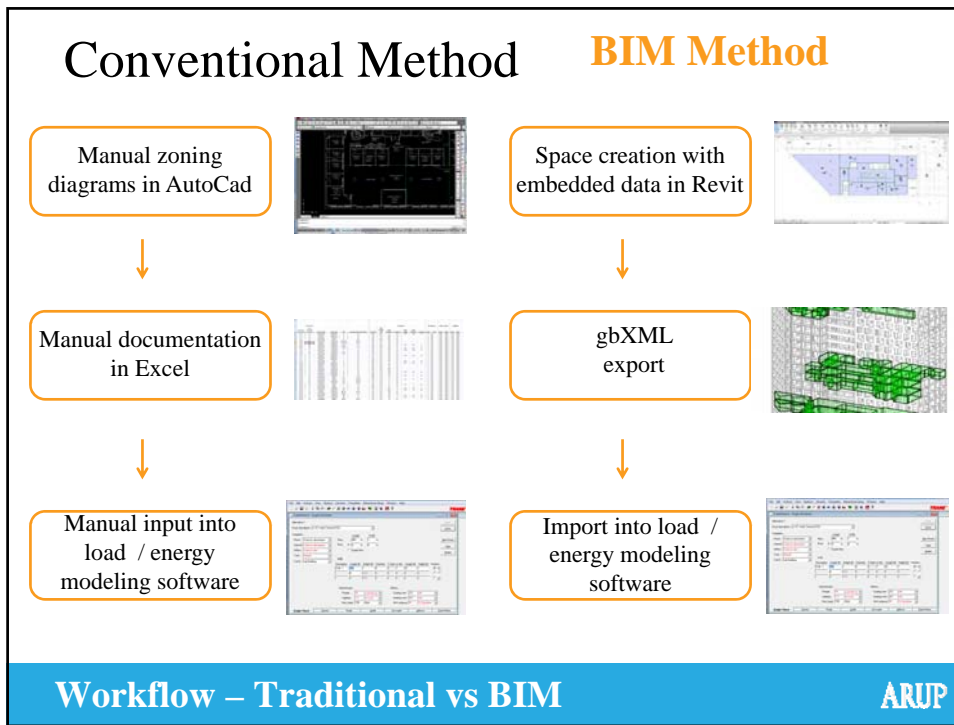 Conventional Method
BIM Method
Manual zoning
diagrams in AutoCad
Manual documentation
in Excel
Manual input into
load / energy
modeling software
Space creation with
embedded data in Revit
gbXML
export
Import into load /
energy modeling
software
Workflow – Traditional vs BIM
ARUP